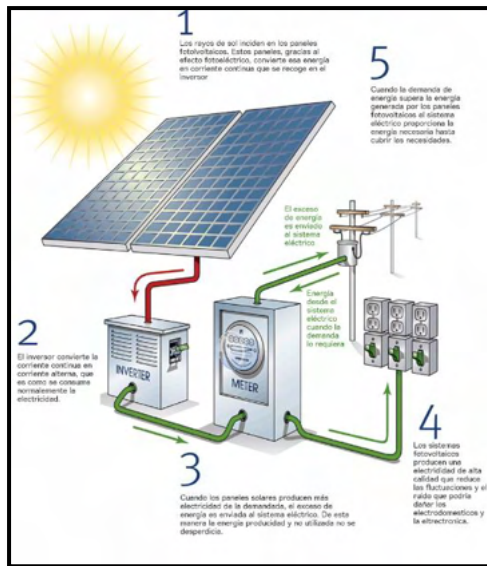 1
Los rayos de sol inciden en los paneles
fotolvoltaicos. Estos paneles, gracias al
efecto fotoeléctrico, convierte esa energía
en corriente continua que se recoge en el
inversor
5
Cuando la demanda de
energía supera la energía
generada por los paneles
fotovoltaicos el sistema
eléctrico proporciona la
energía necesaria hasta
cubrir las necesidades.
El exceso
de energía
es enviado
al sistema
eléctrico
Energía
desde el
sistema
eléctrico
cuando la
demanda
lo requiera
2
El inversor convierte la
corriente continua en
corriente alterna, que
es como se consume
normalemente la
electricidad.
INVERTER
METER
3
Cuando los paneles solares producen más
electricidad de la demandada, el exceso de
energía es enviada al sistema eléctrico. De esta
manera la energía producidad y no utilizada no se
desperdicia.
4
Los sistemas
fotovoltaicos
producen una
electrididad de alta
calidad que reduce
las fluctuaciones y el
ruido que podría
dañar los
electrodomesticos y
la eltrectronica.